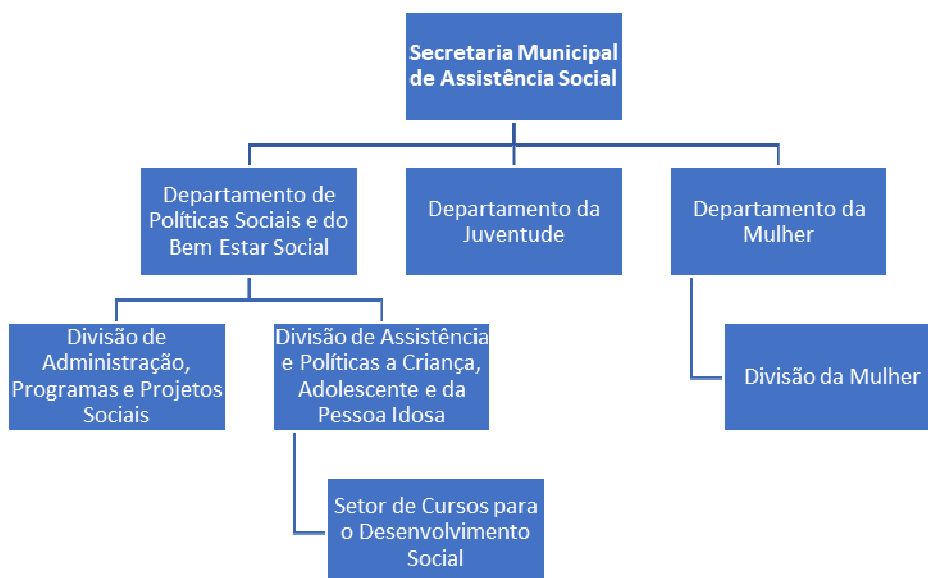 Secretaria Municipal
de Assistência Social
Departamento de
Políticas Sociais e do
Bem Estar Social
Departamento da
Juventude
Departamento da
Mulher
Divisão de
Administração,
Programas e Projetos
Sociais
Divisão de Assistência
e Políticas a Criança,
Adolescente e da
Pessoa Idosa
Divisão da Mulher
Setor de Cursos para
o Desenvolvimento
Social